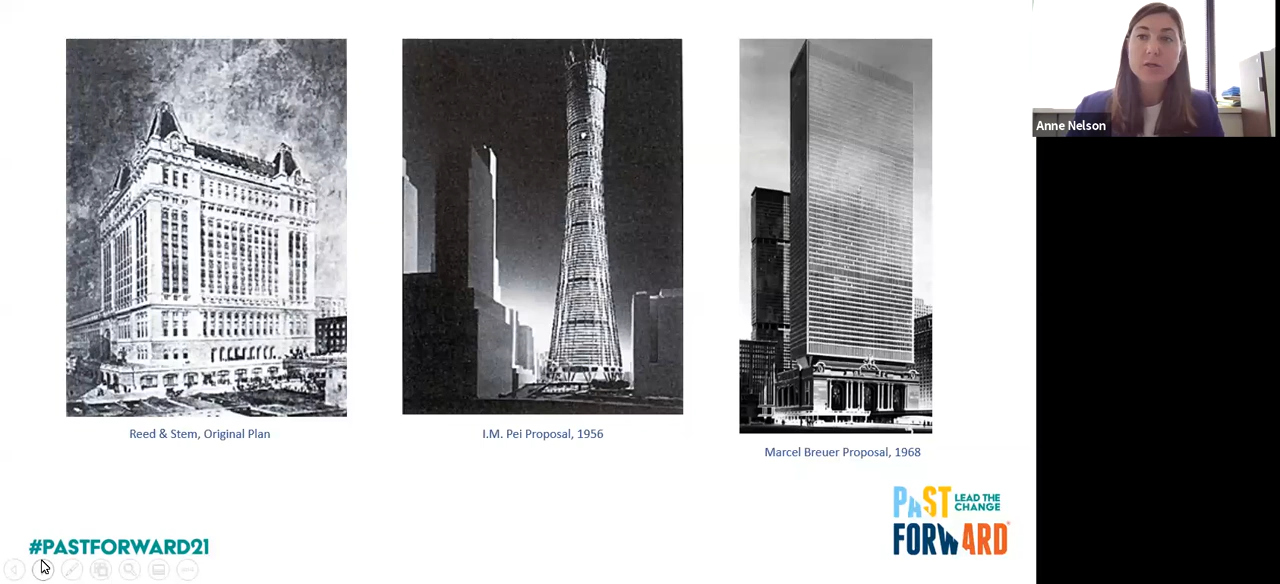 Anne Nelson
Reed & Stem, Original Plan
I.M. Pei Proposal, 1956
Marcel Breuer Proposal, 1968
PAST LEAD THE
CHANGE
FORWARD®
#PASTFORWARD21